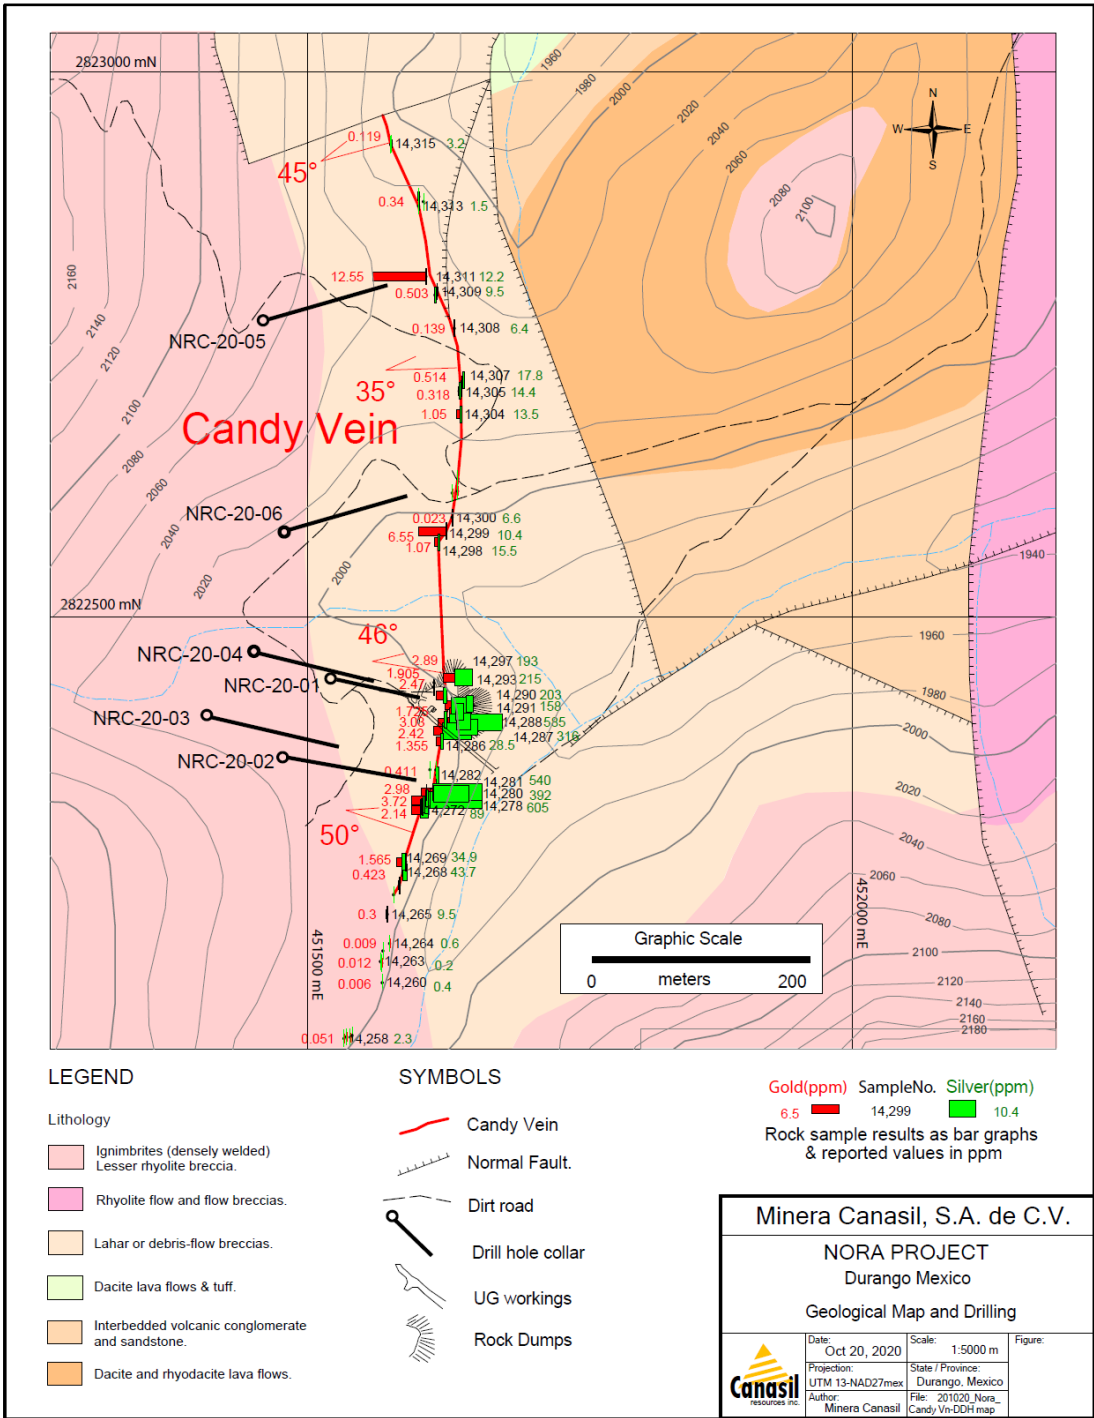 2823000 mN
1960
1980
2000
2020
2040
2060
2080
2100
N
W E
S
0.119 14,315 3.2
45°
0.34 14,313 1.5
2160
2140
2120
2100
2080
2060
2040
2020
2000
12.55 14,311 12.2
0.503 14,309 9.5
NRC-20-05
0.139 14,308 6.4
0.514 14,307 17.8
35°
0.318 14,305 14.4
1.05 14,304 13.5
Candy Vein
NRC-20-06
0.023 14,300 6.6
6.55 14,299 10.4
1.07 14,298 15.5
1940
2822500 mN
46°
NRC-20-04
2.89 14,297 193
1.905 14,293 215
NRC-20-01
2.47 14,290 203
14,291 158
NRC-20-03
3.08 14,288 585
2.42 14,287 316
1.355 14,286 28.5
NRC-20-02
0.411 14,282
14,281 540
2.98 14,280 392
3.72 14,278 605
2.14 14,272 89
50°
1960
1980
2000
2020
2040
2060
2080
2100
2120
2140
2160
2180
1.565 14,269 34.9
0.423 14,268 43.7
0.3 14,265 9.5
0.009 14,264 0.6
0.012 14,263 0.2
0.006 14,260 0.4
0.051 14,258 2.3
451500 mE
452000 mE
Graphic Scale
0 meters 200
LEGEND
Lithology
Ignimbrites (densely welded)
Lesser rhyolite breccia.
Rhyolite flow and flow breccias.
Lahar or debris-flow breccias.
Dacite lava flows & tuff.
Interbedded volcanic conglomerate
and sandstone.
Dacite and rhyodacite lava flows.
SYMBOLS
Candy Vein
Normal Fault.
Dirt road
Drill hole collar
UG workings
Rock Dumps
Gold(ppm) SampleNo. Silver(ppm)
6.5 14,299 10.4
Rock sample results as bar graphs
& reported values in ppm
Minera Canasil, S.A. de C.V.
NORA PROJECT
Durango Mexico
Geological Map and Drilling
Canasil
resources inc.
Date: Oct 20, 2020
Scale: 1:5000 m
Figure:
Projection: UTM 13-NAD27mex
State / Province: Durango, Mexico
Author: Minera Canasil
File: 201020_Nora_
Candy Vn-DDH map